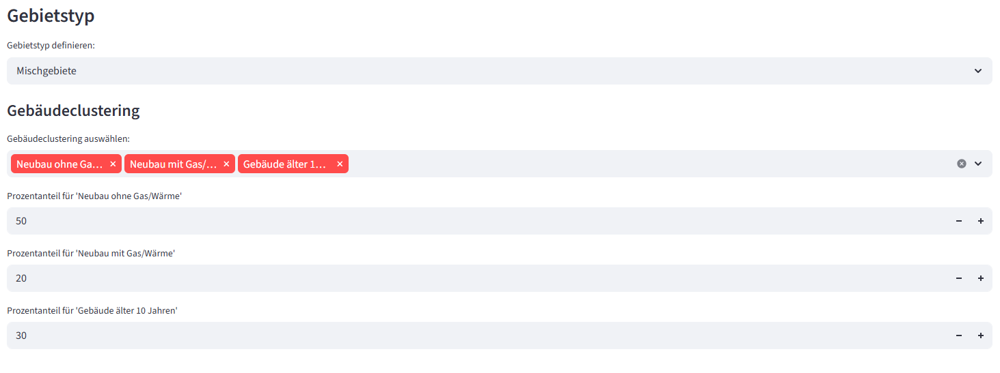 Gebietstyp
Gebietstyp definieren:
Mischgebiete
Gebäudeclustering
Gebäudeclustering auswählen:
Neubau ohne Ga... Neubau mit Gas/... Gebäude älter 1...
Prozentanteil für 'Neubau ohne Gas/Wärme'
50
Prozentanteil für 'Neubau mit Gas/Wärme'
20
Prozentanteil für 'Gebäude älter 10 Jahren'
30